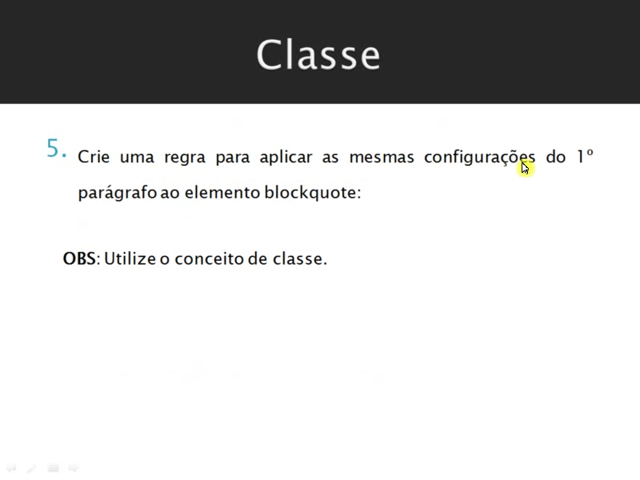 Classe
5. Crie uma regra para aplicar as mesmas configurações do 1º
parágrafo ao elemento blockquote:
OBS: Utilize o conceito de classe.